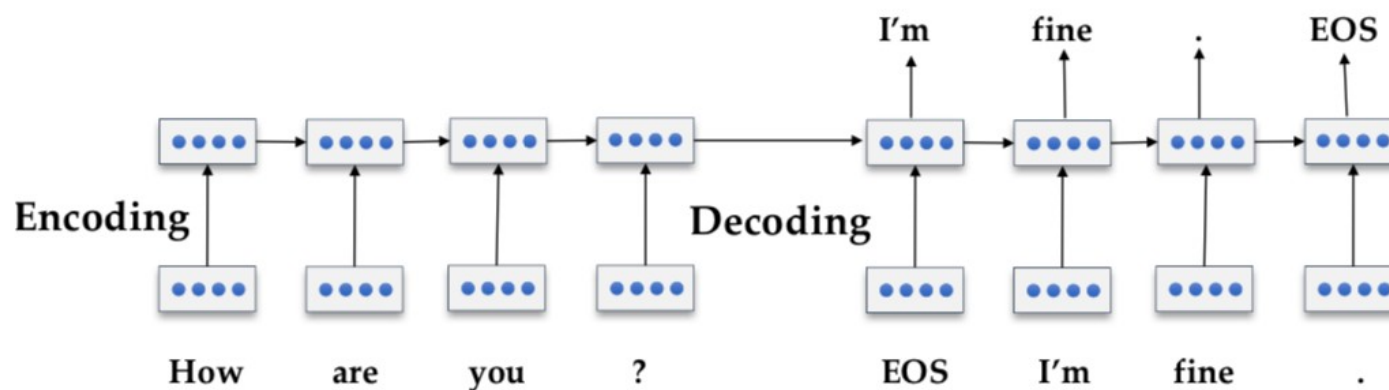 I'm fine . EOS
Encoding Decoding
How are you ? EOS I'm fine .